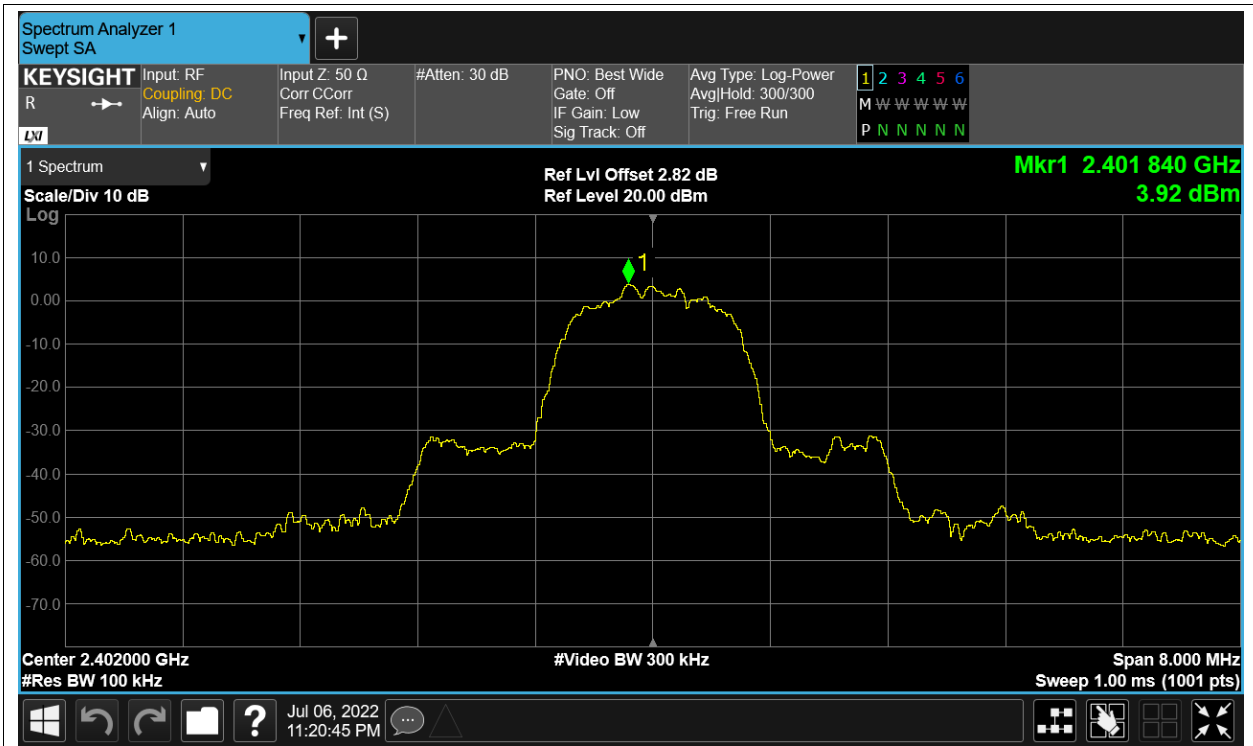 Spectrum Analyzer 1
Swept SA
KEYSIGHT
R
LXI
Input: RF
Coupling: DC
Align: Auto
Input Z: 50 Ω
Corr CCorr
Freq Ref: Int (S)
#Atten: 30 dB
PNO: Best Wide
Gate: Off
IF Gain: Low
Sig Track: Off
Avg Type: Log-Power
Avg|Hold: 300/300
Trig: Free Run
1 2 3 4 5 6
M W W W W W
P N N N N N
1 Spectrum
Scale/Div 10 dB
Ref Lvl Offset 2.82 dB
Ref Level 20.00 dBm
Mkr1 2.401 840 GHz
3.92 dBm
Log
10.0
0.00
-10.0
-20.0
-30.0
-40.0
-50.0
-60.0
-70.0
1
Center 2.402000 GHz
#Res BW 100 kHz
#Video BW 300 kHz
Span 8.000 MHz
Sweep 1.00 ms (1001 pts)
?
Jul 06, 2022
11:20:45 PM